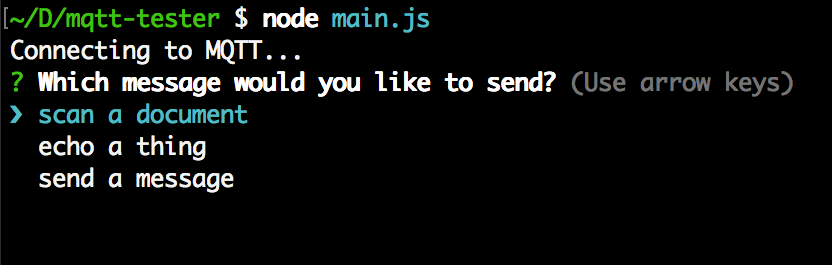 [~/D/mqtt-tester $ node main.js
Connecting to MQTT...
? Which message would you like to send? (Use arrow keys)
❯ scan a document
echo a thing
send a message